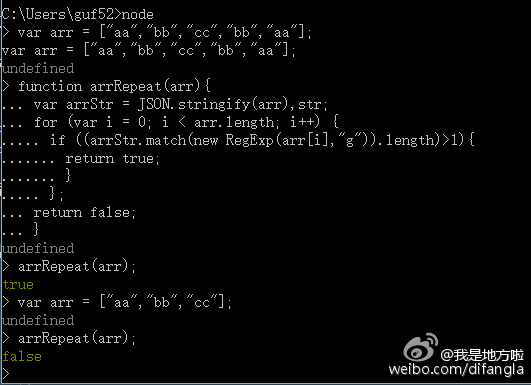 C:\Users\guf52>node
> var arr = ["aa","bb","cc","bb","aa"];
var arr = ["aa","bb","cc","bb","aa"];
undefined
> function arrRepeat(arr){
... var arrStr = JSON.stringify(arr),str;
... for (var i = 0; i < arr.length; i++) {
..... if ((arrStr.match(new RegExp(arr[i],"g")).length)>1){
....... return true;
....... }
..... };
... return false;
... }
undefined
> arrRepeat(arr);
true
> var arr = ["aa","bb","cc"];
undefined
> arrRepeat(arr);
false
>
@我是地方啦
weibo.com/difangla